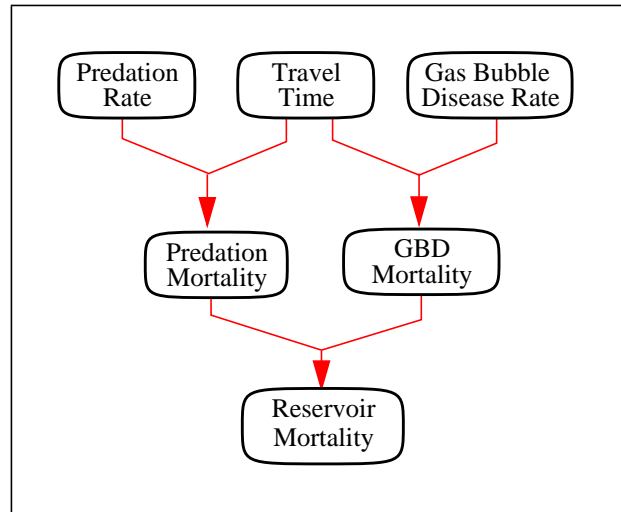 Predation
Rate
Travel
Time
Gas Bubble
Disease Rate
Predation
Mortality
GBD
Mortality
Reservoir
Mortality